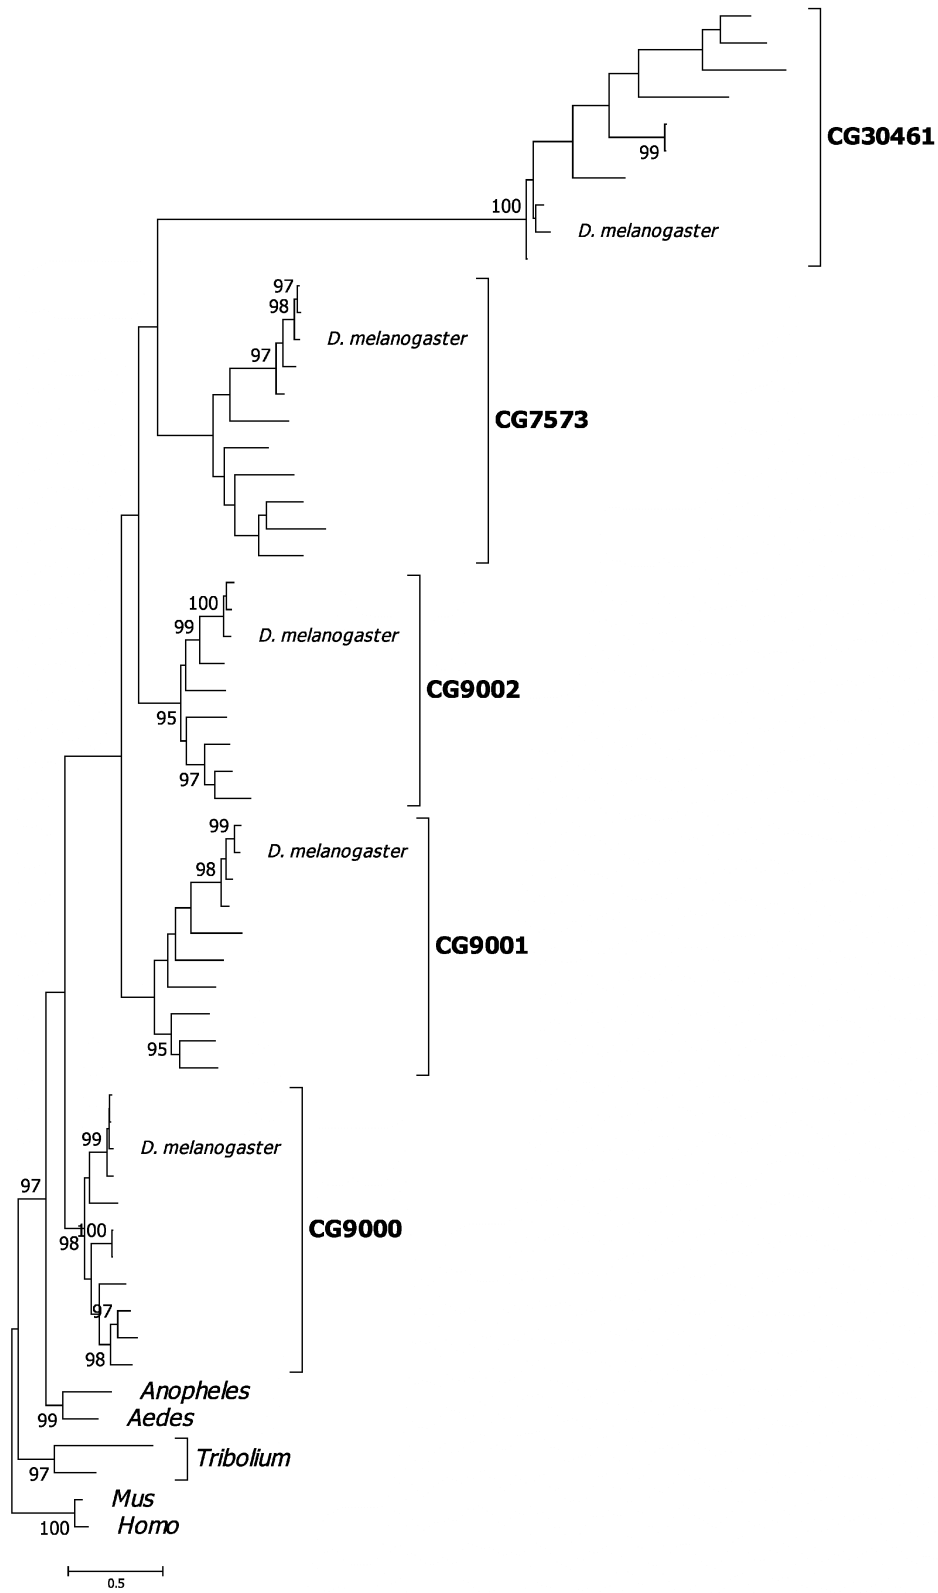 CG30461
99
100
D. melanogaster
97
98
D. melanogaster
97
CG7573
100
99
D. melanogaster
CG9002
95
97
99
D. melanogaster
98
CG9001
95
99
D. melanogaster
97
CG9000
100
98
97
98
Anopheles
Aedes
99
Tribolium
97
Mus
Homo
100
0.5